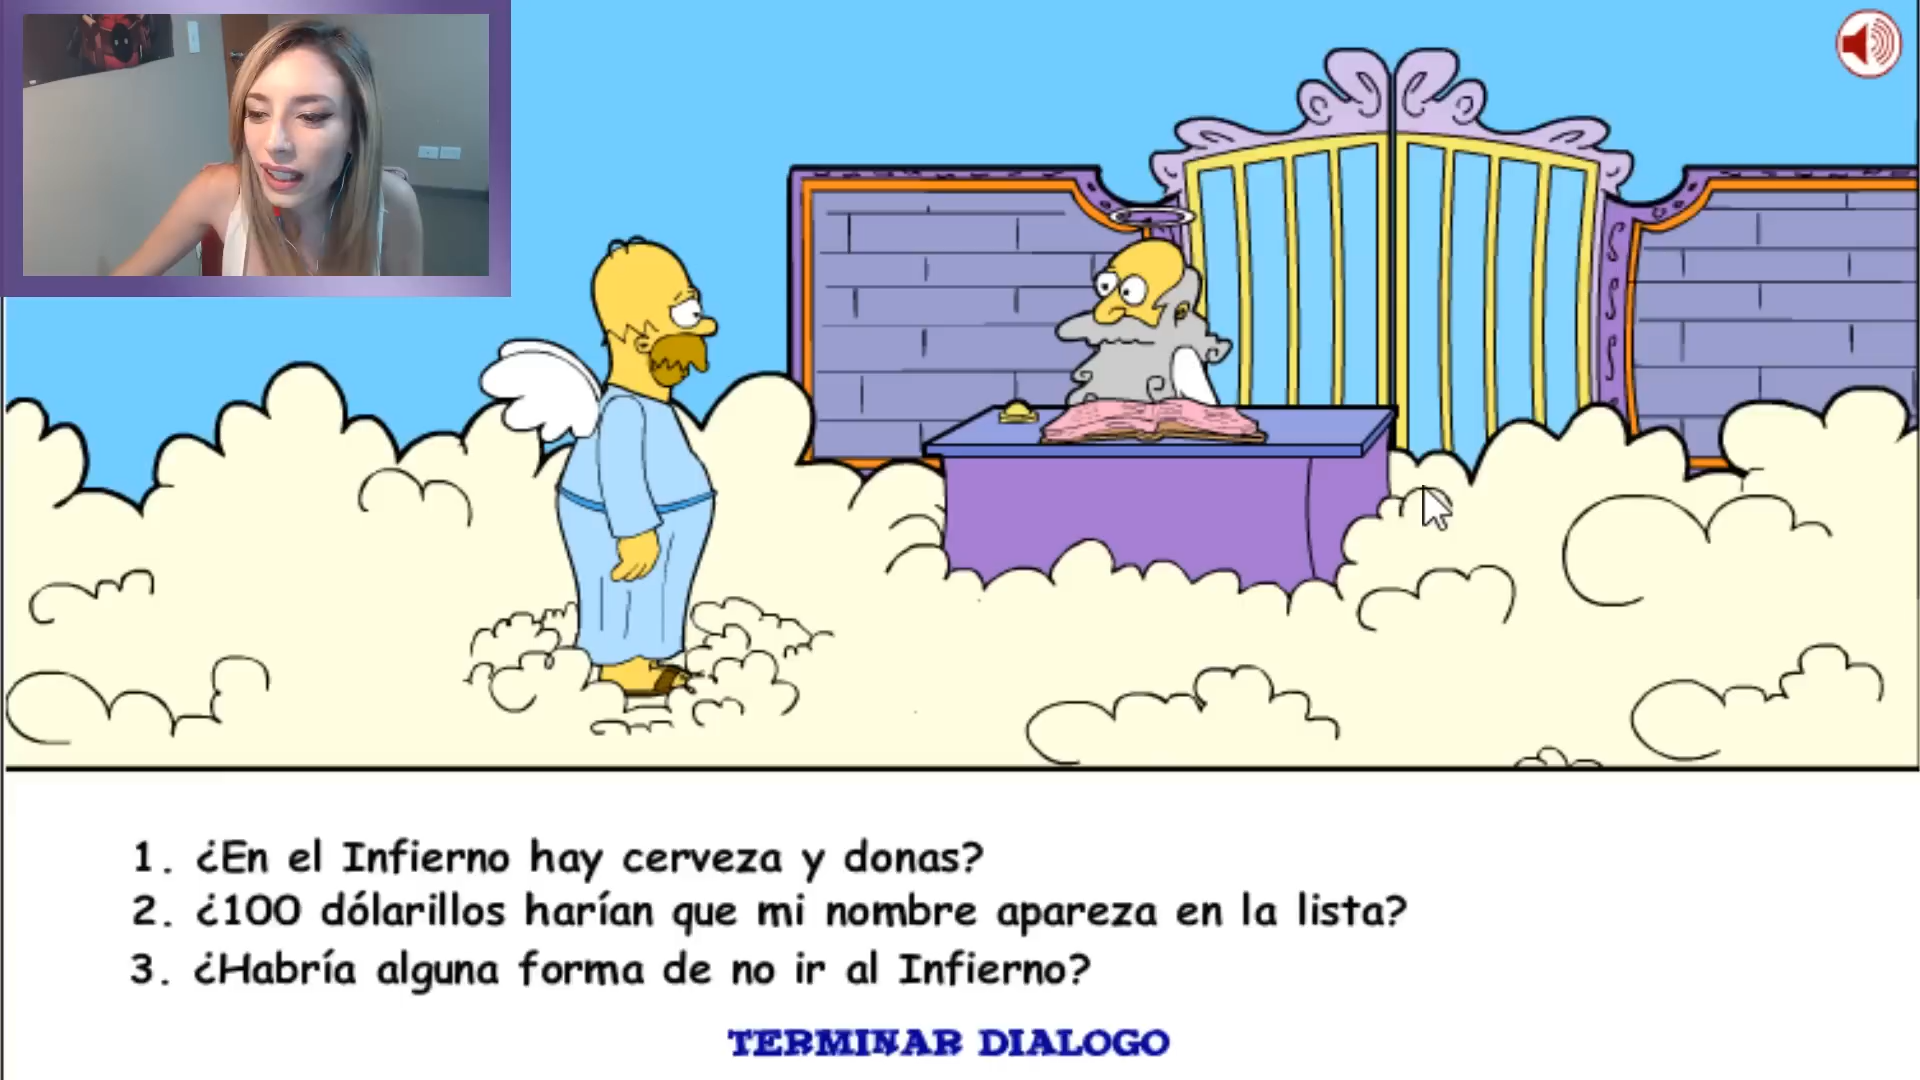 1. ¿En el Infierno hay cerveza y donas?
2. ¿100 dólarillos harían que mi nombre apareza en la lista?
3. ¿Habría alguna forma de no ir al Infierno?
TERMINAR DIALOGO